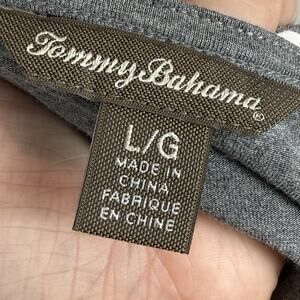 Tommy Bahama®
L/G
MADE IN
CHINA
FABRIQUE
EN CHINE